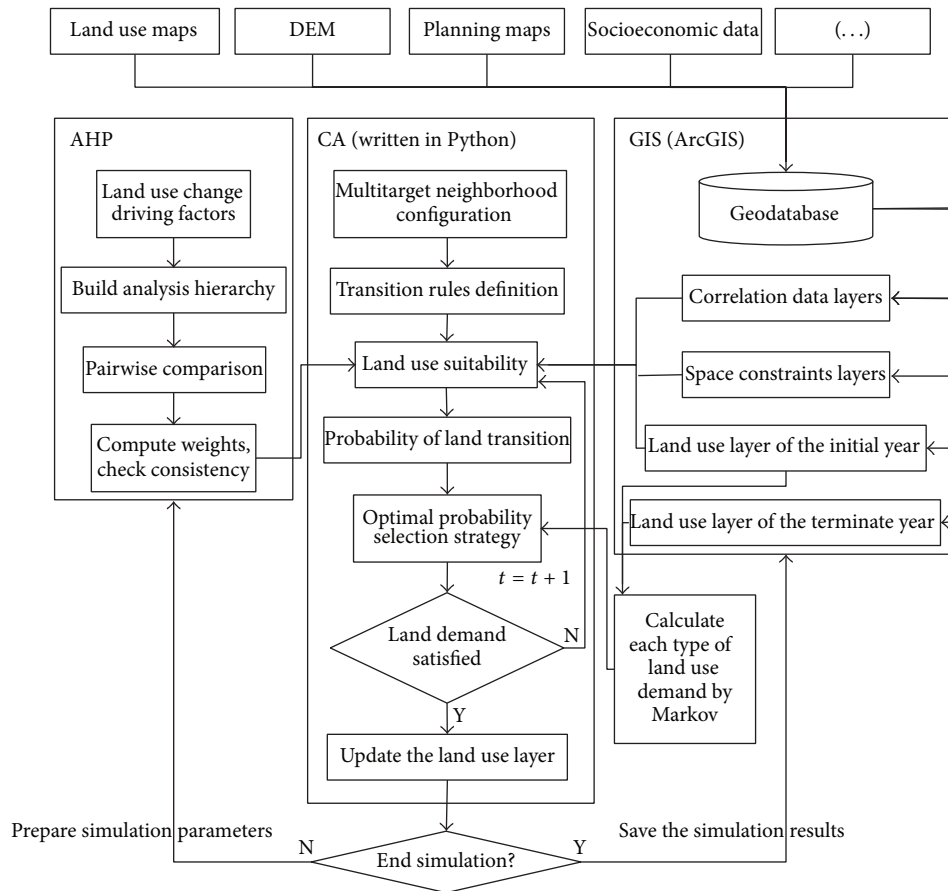 Land use maps
DEM
Planning maps
Socioeconomic data
(...)
AHP
Land use change
driving factors
Build analysis hierarchy
Pairwise comparison
Compute weights,
check consistency
CA (written in Python)
Multitarget neighborhood
configuration
Transition rules definition
Land use suitability
Probability of land transition
Optimal probability
selection strategy
t = t + 1
Land demand
satisfied
N
Y
Update the land use layer
GIS (ArcGIS)
Geodatabase
Correlation data layers
Space constraints layers
Land use layer of the initial year
Land use layer of the terminate year
Calculate
each type of
land use
demand by
Markov
Prepare simulation parameters
N
End simulation?
Y
Save the simulation results